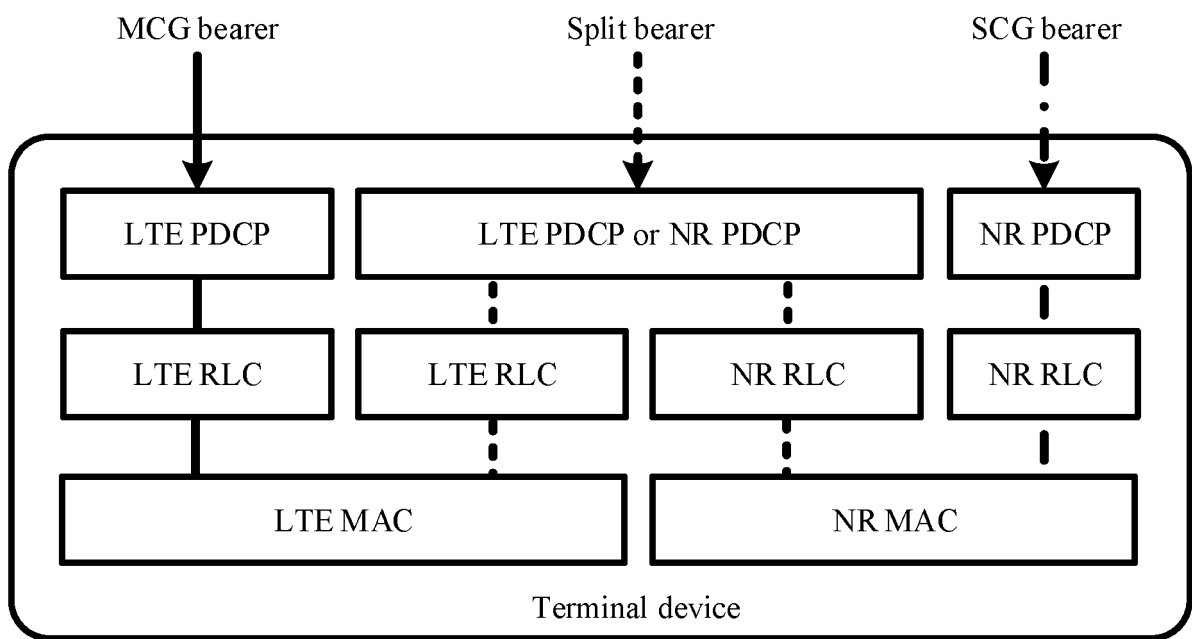 MCG bearer
Split bearer
SCG bearer
LTE PDCP
LTE PDCP or NR PDCP
NR PDCP
LTE RLC
LTE RLC
NR RLC
NR RLC
LTE MAC
NR MAC
Terminal device